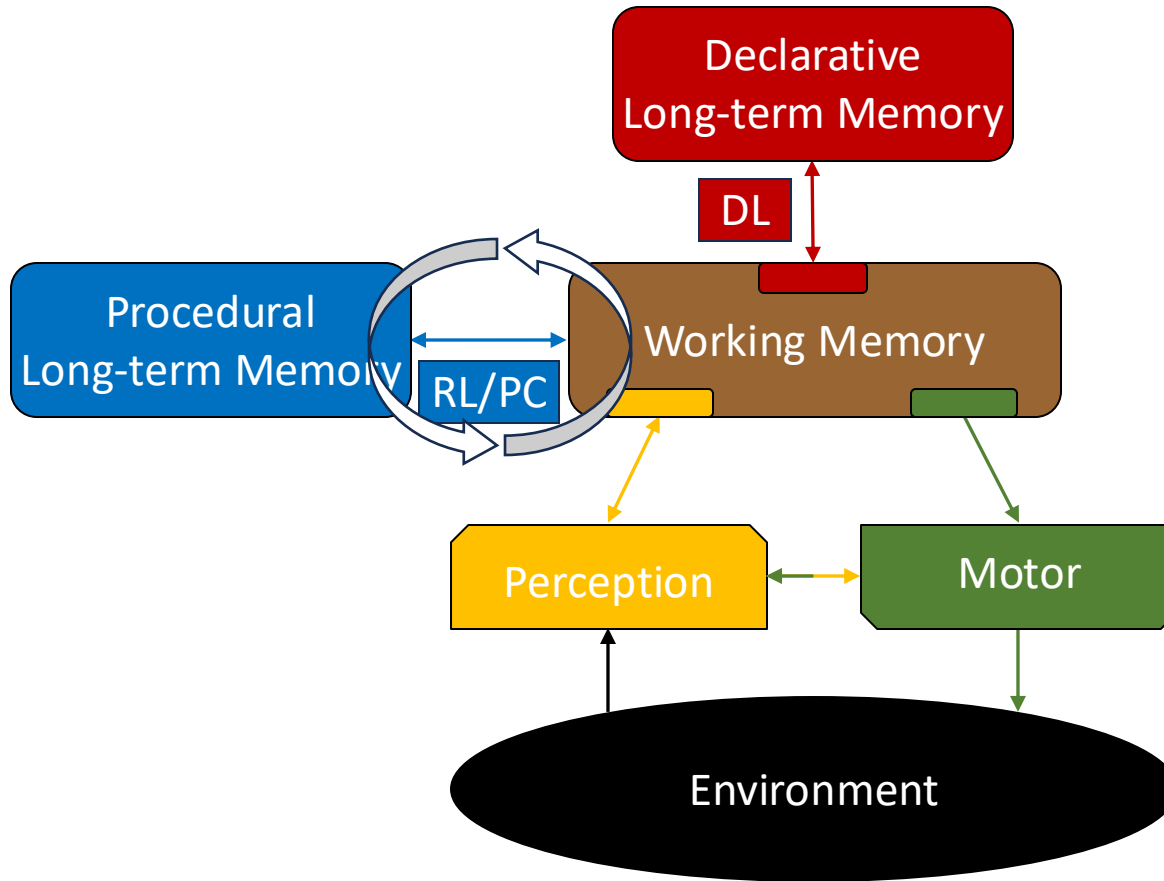 Declarative
Long-term Memory
DL
Procedural
Long-term Memory
RL/PC
Working Memory
Perception
Motor
Environment